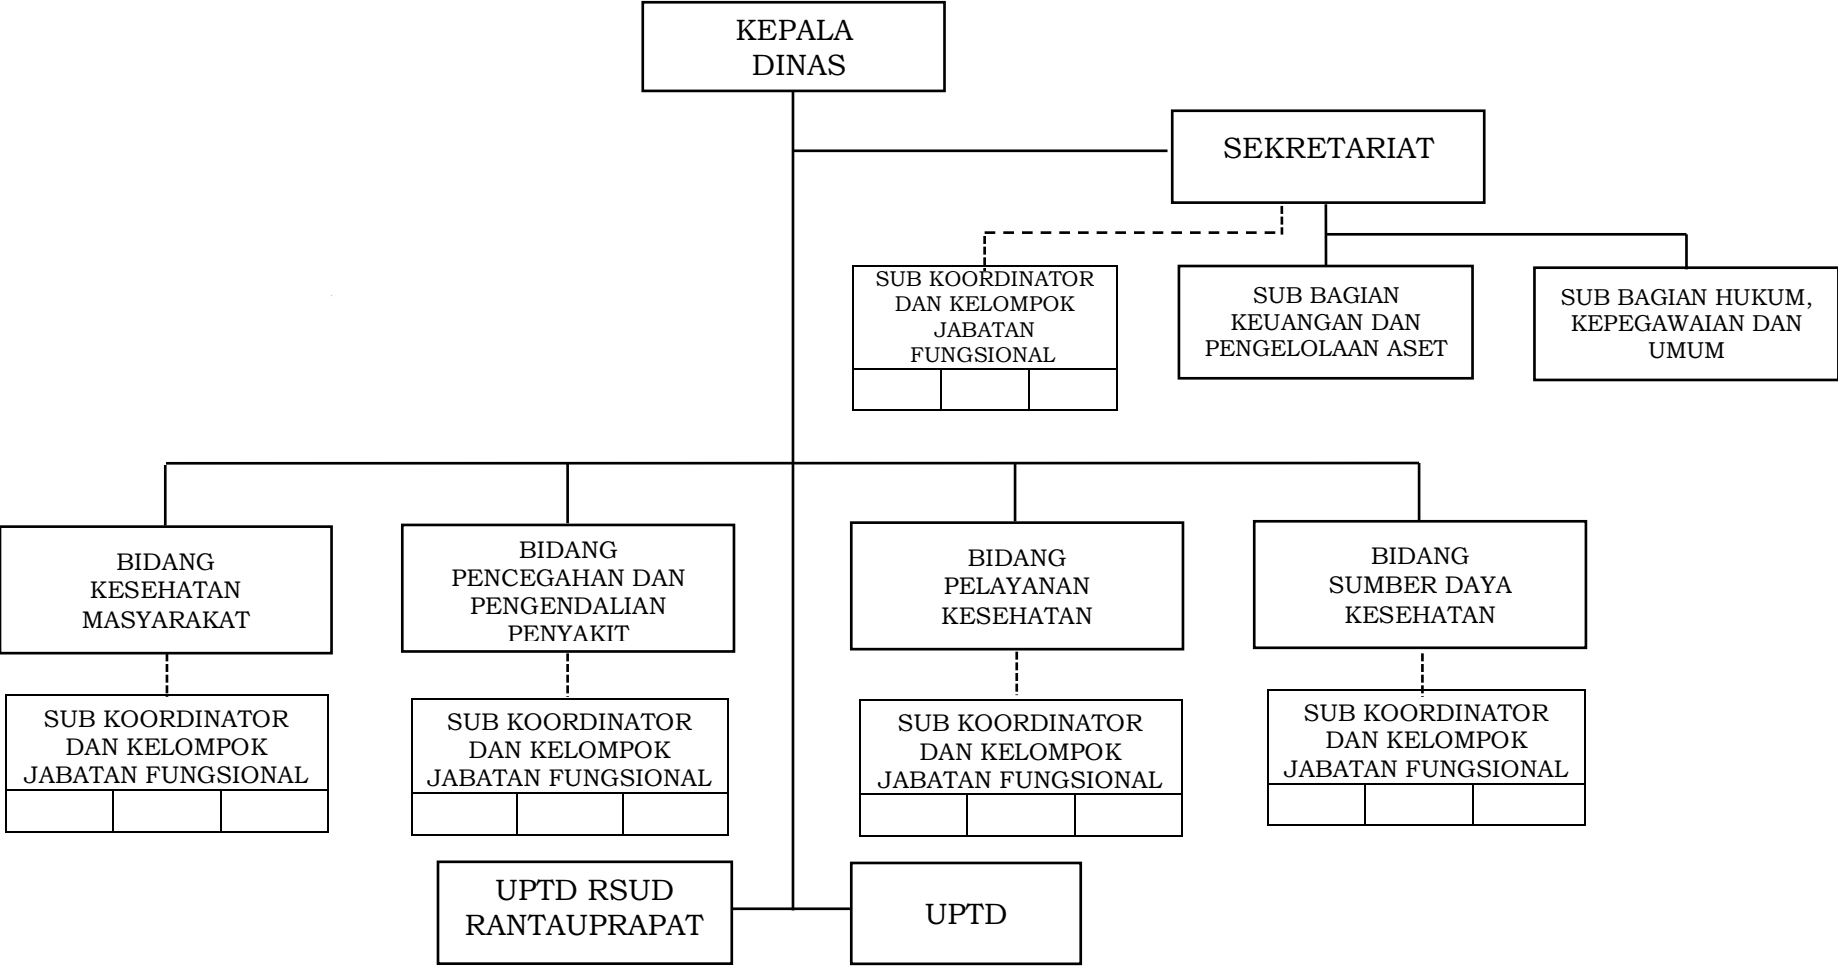 KEPALA
DINAS
SEKRETARIAT
SUB KOORDINATOR
DAN KELOMPOK
JABATAN
FUNGSIONAL
SUB BAGIAN
KEUANGAN DAN
PENGELOLAAN ASET
SUB BAGIAN HUKUM,
KEPEGAWAIAN DAN
UMUM
BIDANG
KESEHATAN
MASYARAKAT
BIDANG
PENCEGAHAN DAN
PENGENDALIAN
PENYAKIT
BIDANG
PELAYANAN
KESEHATAN
BIDANG
SUMBER DAYA
KESEHATAN
SUB KOORDINATOR
DAN KELOMPOK
JABATAN FUNGSIONAL
SUB KOORDINATOR
DAN KELOMPOK
JABATAN FUNGSIONAL
SUB KOORDINATOR
DAN KELOMPOK
JABATAN FUNGSIONAL
SUB KOORDINATOR
DAN KELOMPOK
JABATAN FUNGSIONAL
UPTD RSUD
RANTAUPRAPAT
UPTD